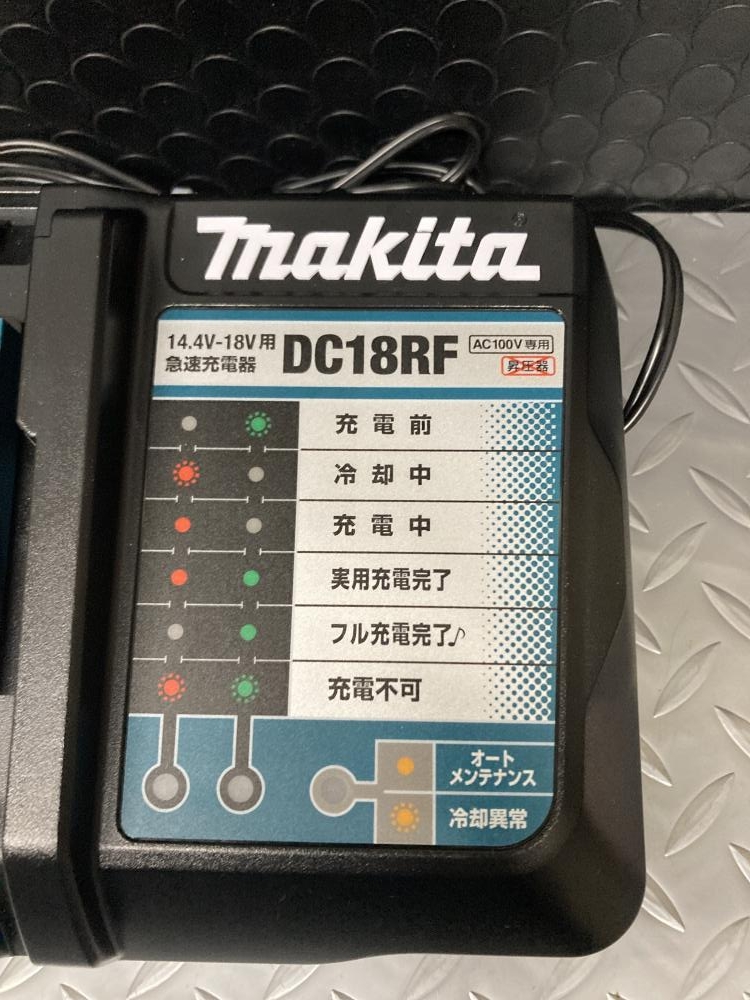 makita®
14.4V-18V用
急速充電器
DC18RF
AC100V専用
昇圧器
充電前
冷却中
充電中
実用充電完了
フル充電完了♪
充電不可
オート
メンテナンス
冷却異常